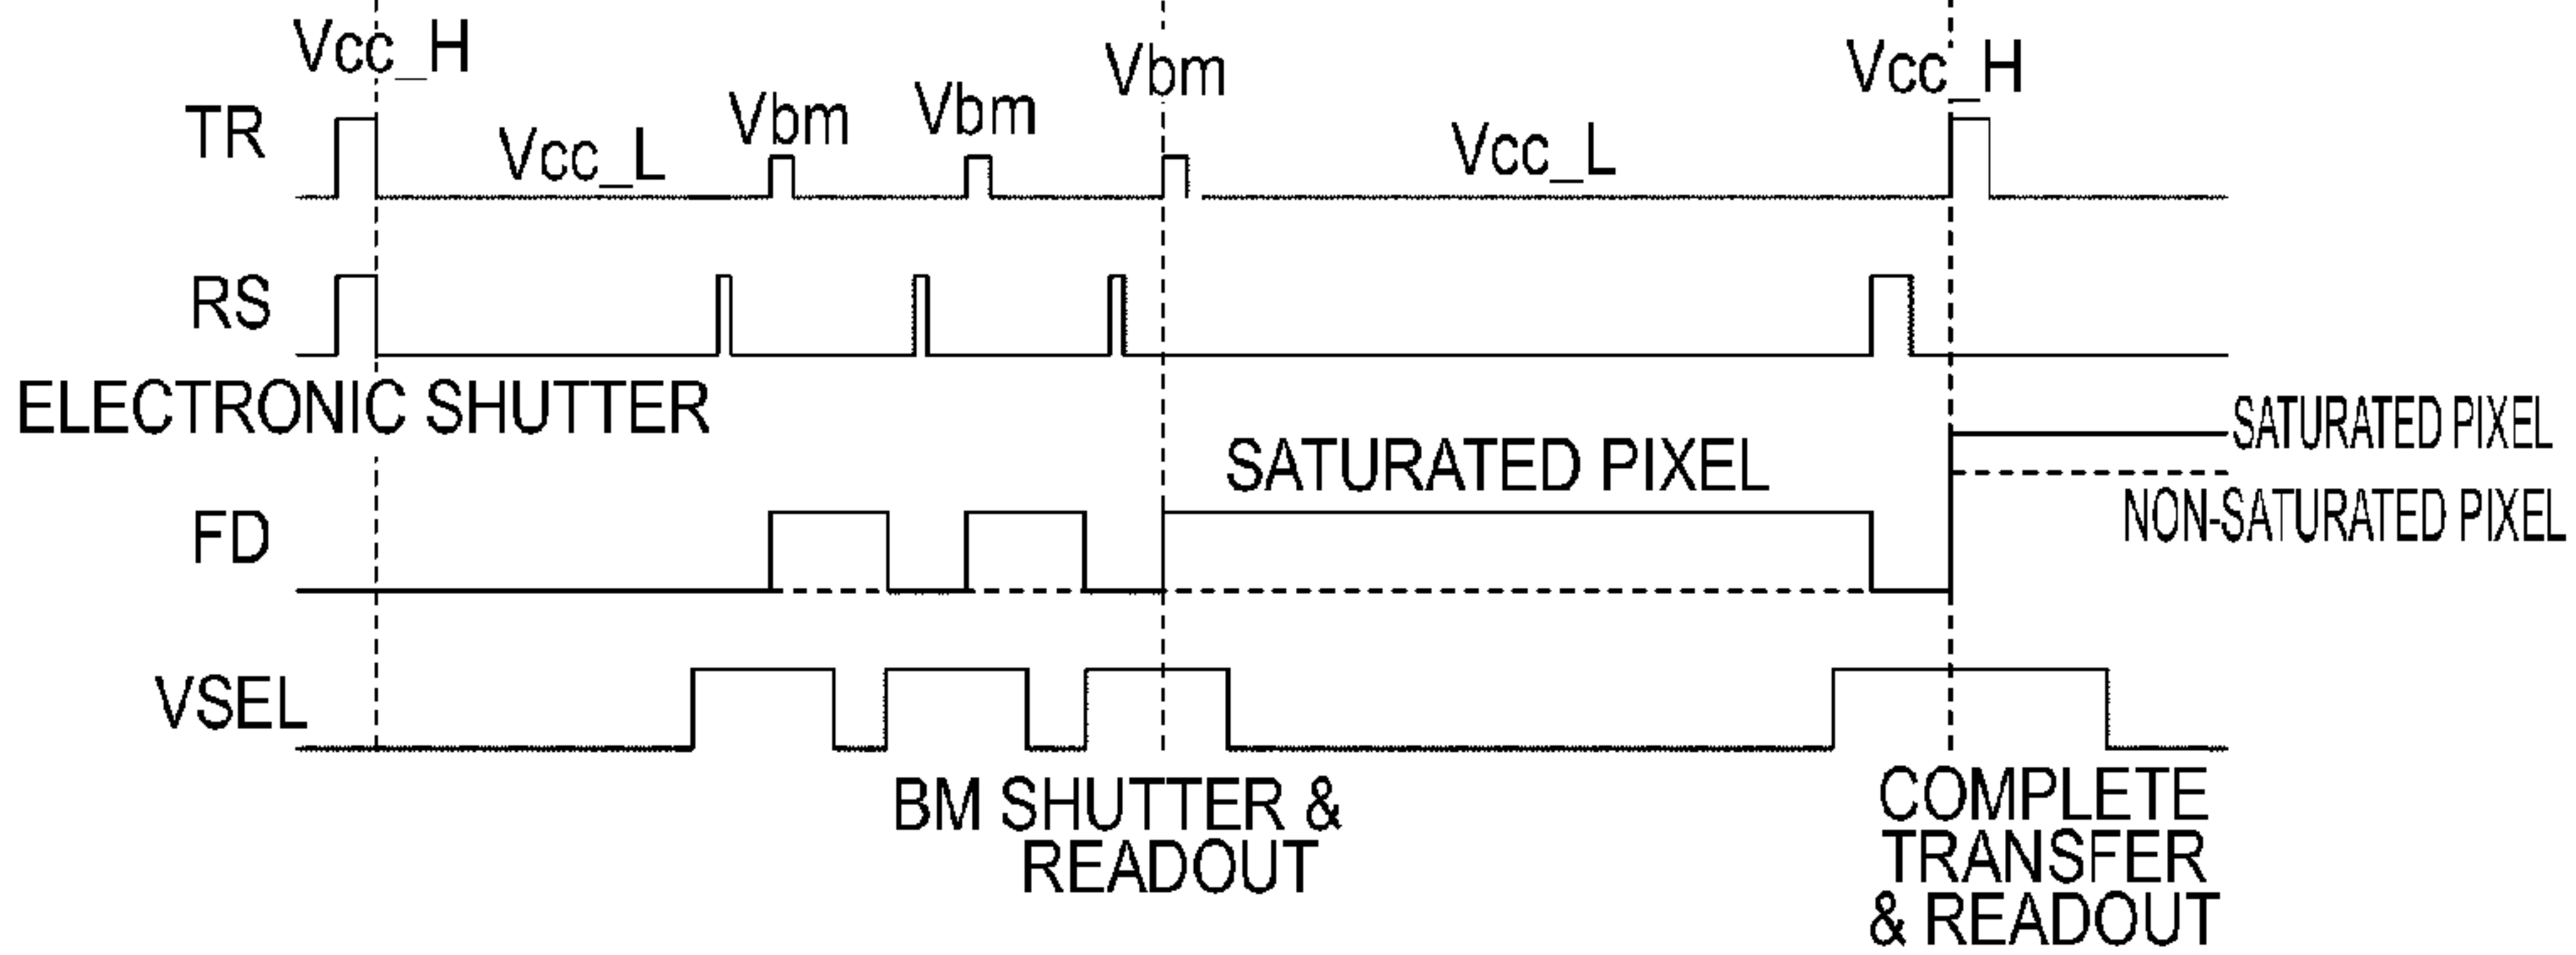 Vcc_H
Vbm
Vcc_H
Vbm
Vbm
TR
Vcc_L
Vcc_L
RS
ELECTRONIC SHUTTER
SATURATED PIXEL
SATURATED PIXEL
NON-SATURATED PIXEL
FD
VSEL
BM SHUTTER &
READOUT
COMPLETE
TRANSFER
& READOUT